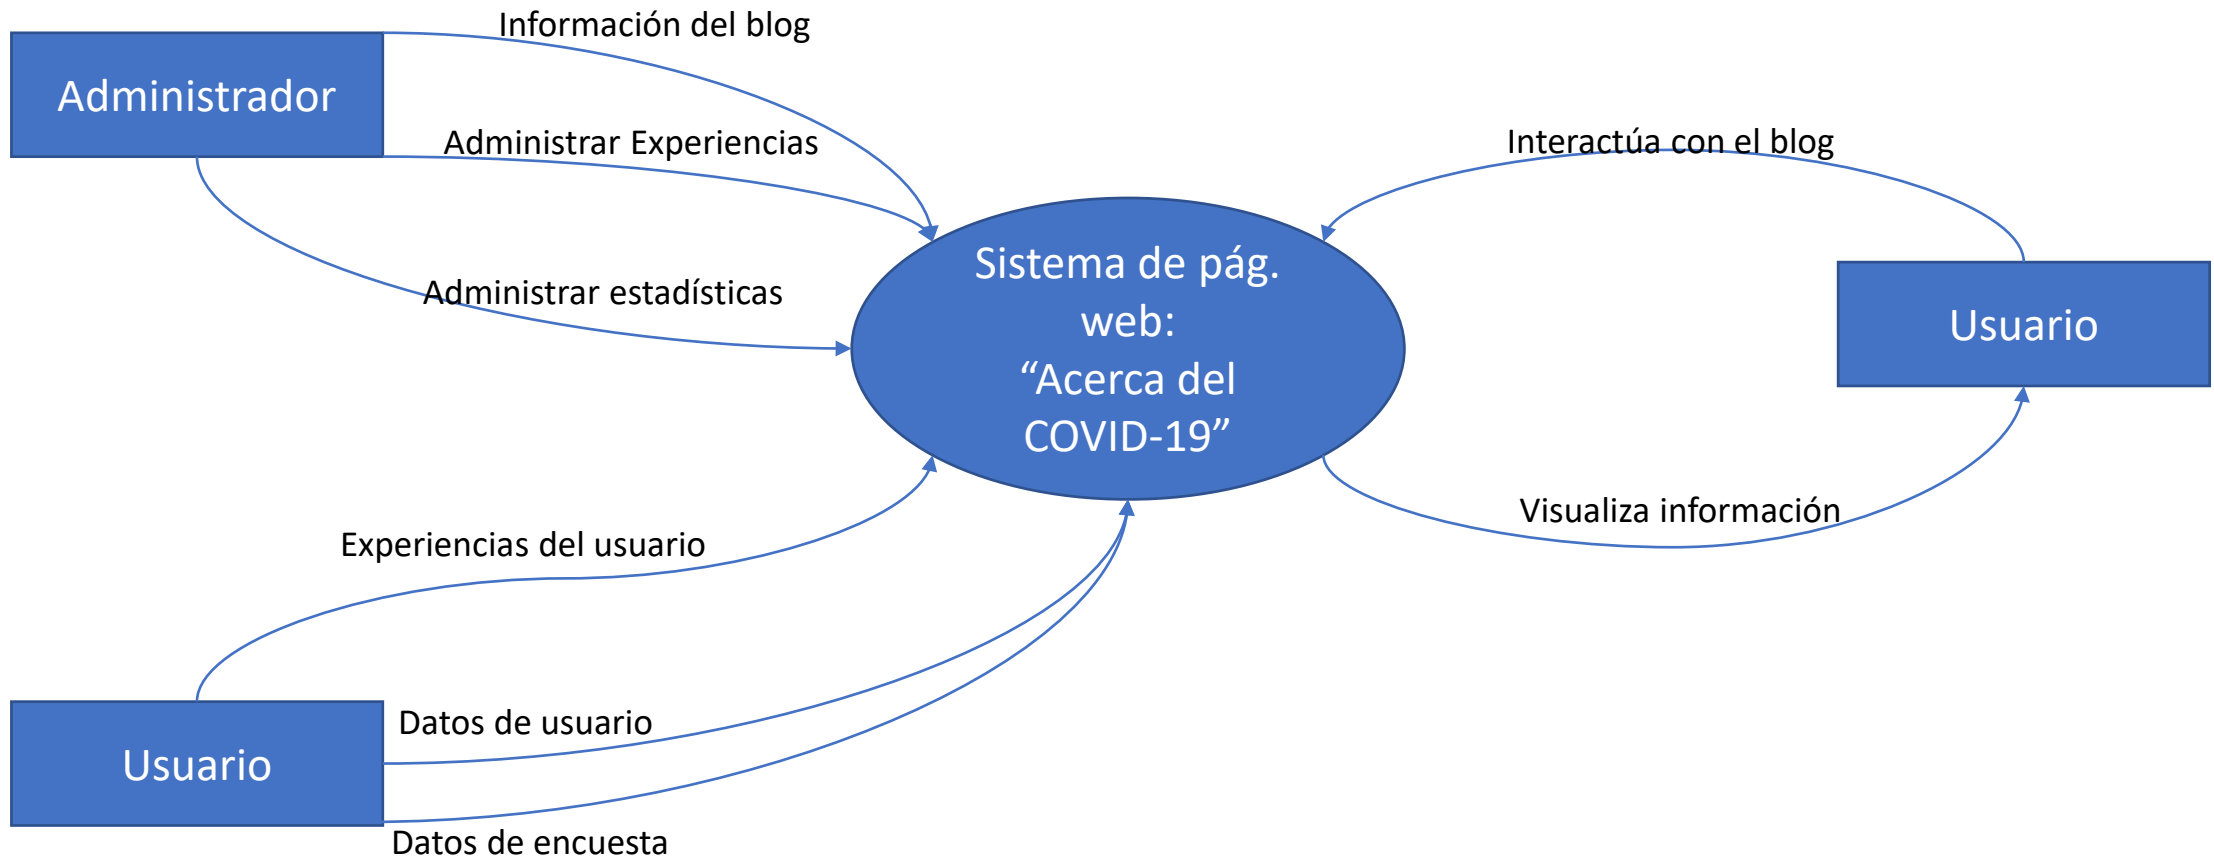 Información del blog
Administrador
Administrar Experiencias
Interactúa con el blog
Administrar estadísticas
Sistema de pág.
web:
“Acerca del
COVID-19”
Usuario
Visualiza información
Experiencias del usuario
Datos de usuario
Usuario
Datos de encuesta